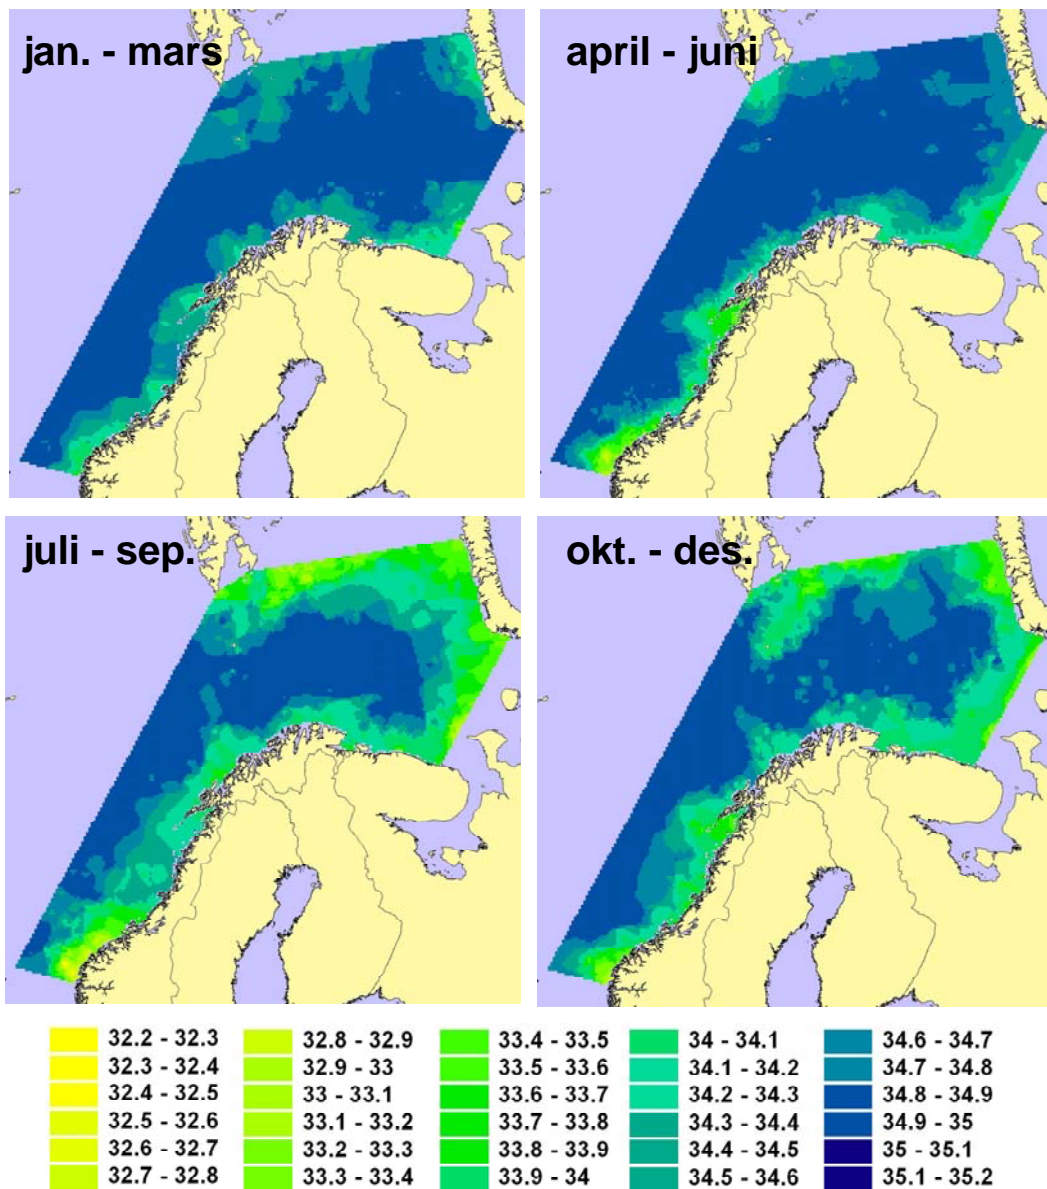 jan. - mars
april - juni
juli - sep.
okt. - des.
32.2 - 32.3
32.3 - 32.4
32.4 - 32.5
32.5 - 32.6
32.6 - 32.7
32.7 - 32.8
32.8 - 32.9
32.9 - 33
33 - 33.1
33.1 - 33.2
33.2 - 33.3
33.3 - 33.4
33.4 - 33.5
33.5 - 33.6
33.6 - 33.7
33.7 - 33.8
33.8 - 33.9
33.9 - 34
34 - 34.1
34.1 - 34.2
34.2 - 34.3
34.3 - 34.4
34.4 - 34.5
34.5 - 34.6
34.6 - 34.7
34.7 - 34.8
34.8 - 34.9
34.9 - 35
35 - 35.1
35.1 - 35.2